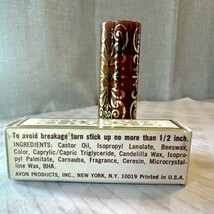 To avoid breakage turn stick up no more than 1/2 inch.
INGREDIENTS: Castor Oil, Isopropyl Lanolate, Beeswax,
Color, Caprylic/Capric Triglyceride, Candelilla Wax, Isopro-
pyl Palmitate, Carnauba, Fragrance, Ceresin, Microcrystal-
line Wax, BHA.
AVON PRODUCTS, INC., NEW YORK, N.Y. 10019 Printed in U.S.A.